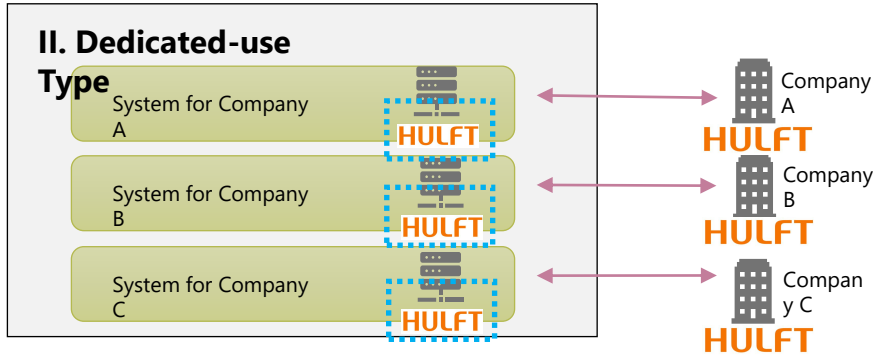 II. Dedicated-use
Type
System for Company
A
HULFT
Company
A
HULFT
System for Company
B
HULFT
Company
B
HULFT
System for Company
C
HULFT
Compan
y C
HULFT